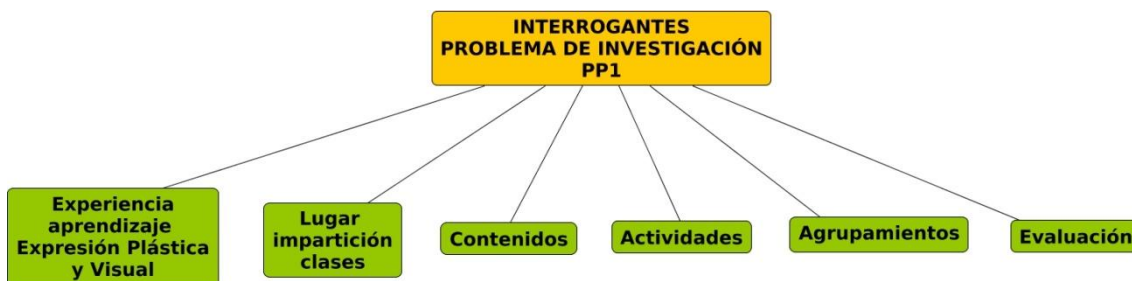 INTERROGANTES
PROBLEMA DE INVESTIGACIÓN
PP1
Experiencia
aprendizaje
Expresión Plástica
y Visual
Lugar
impartición
clases
Contenidos
Actividades
Agrupamientos
Evaluación